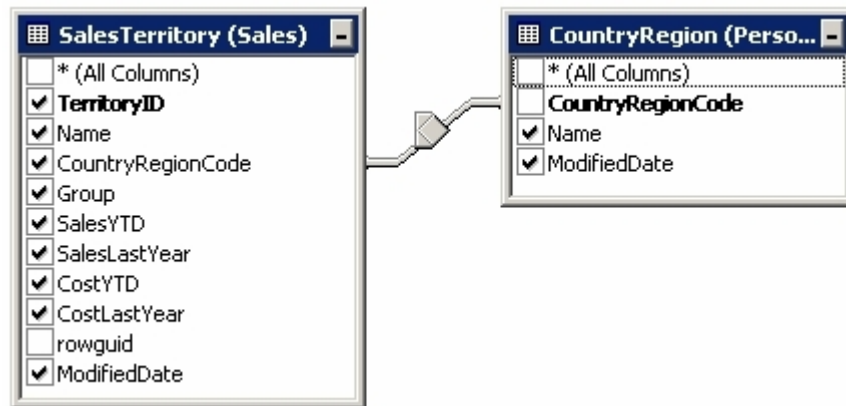 SalesTerritory (Sales)
* (All Columns)
TerritoryID
Name
CountryRegionCode
Group
SalesYTD
SalesLastYear
CostYTD
CostLastYear
rowguid
ModifiedDate
CountryRegion (Perso...
* (All Columns)
CountryRegionCode
Name
ModifiedDate